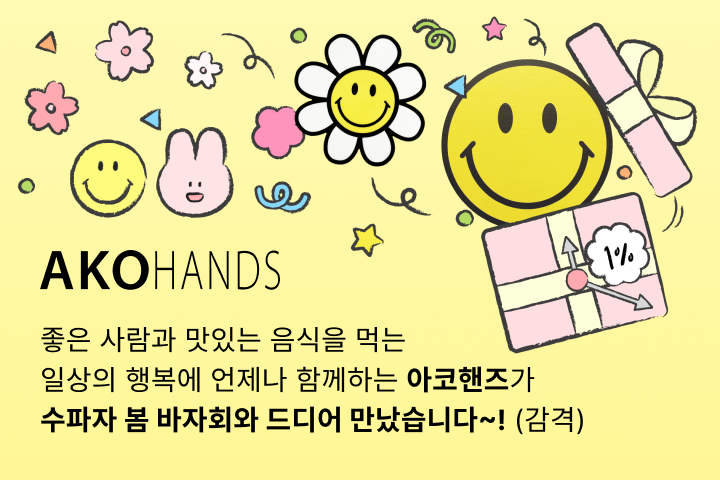 1%
AKOHANDS
좋은 사람과 맛있는 음식을 먹는
일상의 행복에 언제나 함께하는 아코핸즈가
수파자 봄 바자회와 드디어 만났습니다~! (감격)